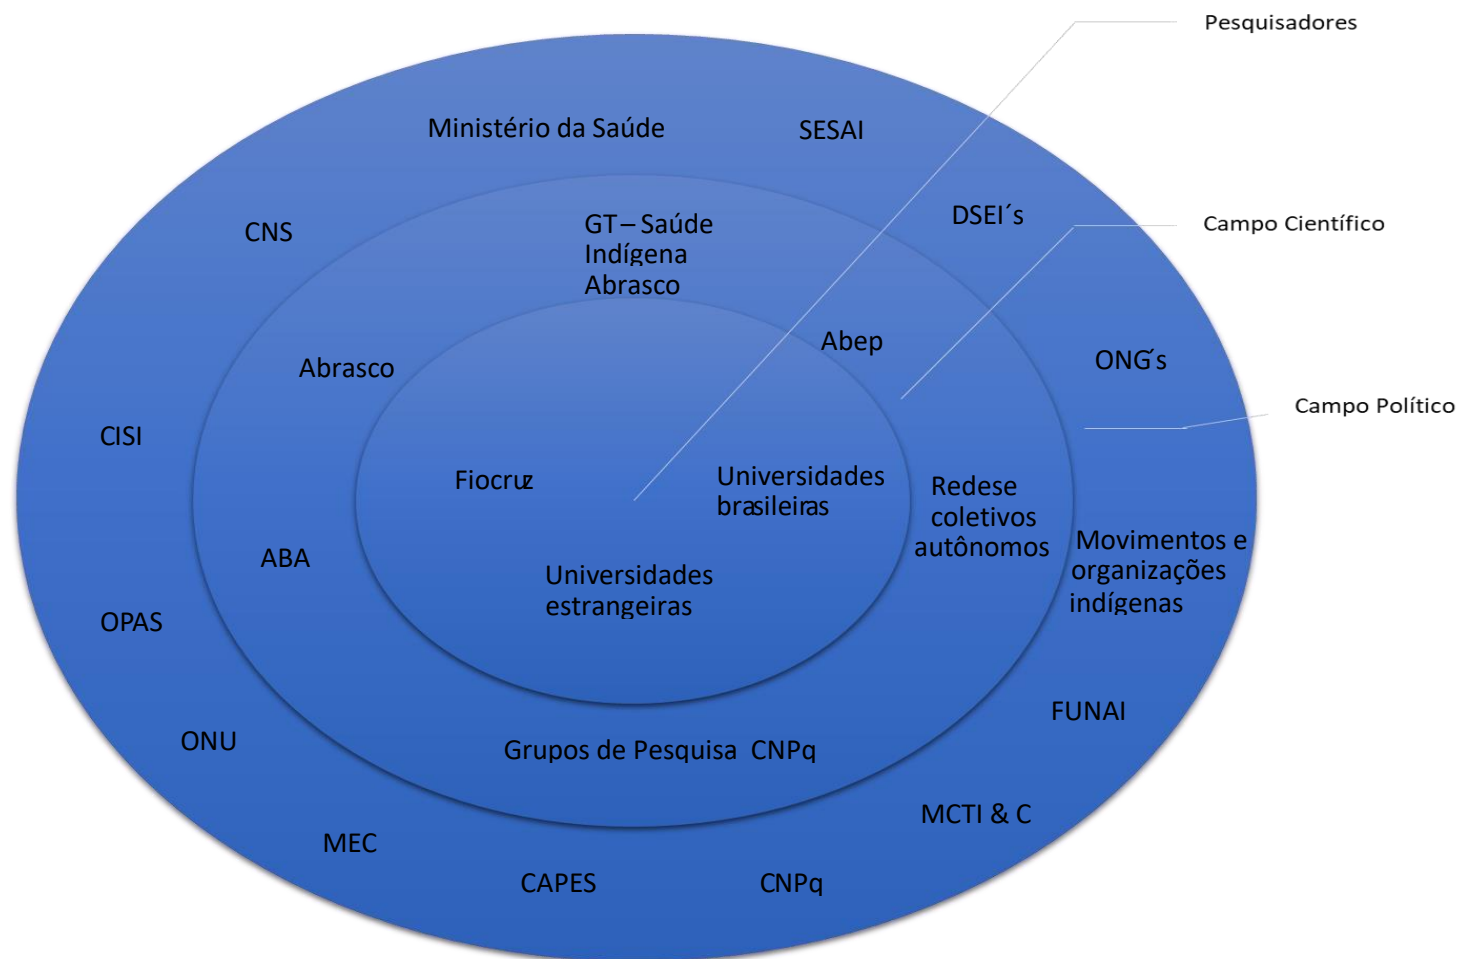 Pesquisadores
Ministério da Saúde
SESAI
DSEI´s
CNS
GT – Saúde
Indígena
Abrasco
Campo Científico
Abep
Abrasco
ONG´s
Campo Político
CISI
Fiocruz
Universidades
brasileiras
Redese
coletivos
autônomos
Movimentos e
organizações
indígenas
ABA
Universidades
estrangeiras
OPAS
FUNAI
ONU
Grupos de Pesquisa CNPq
MCTI & C
MEC
CAPES
CNPq